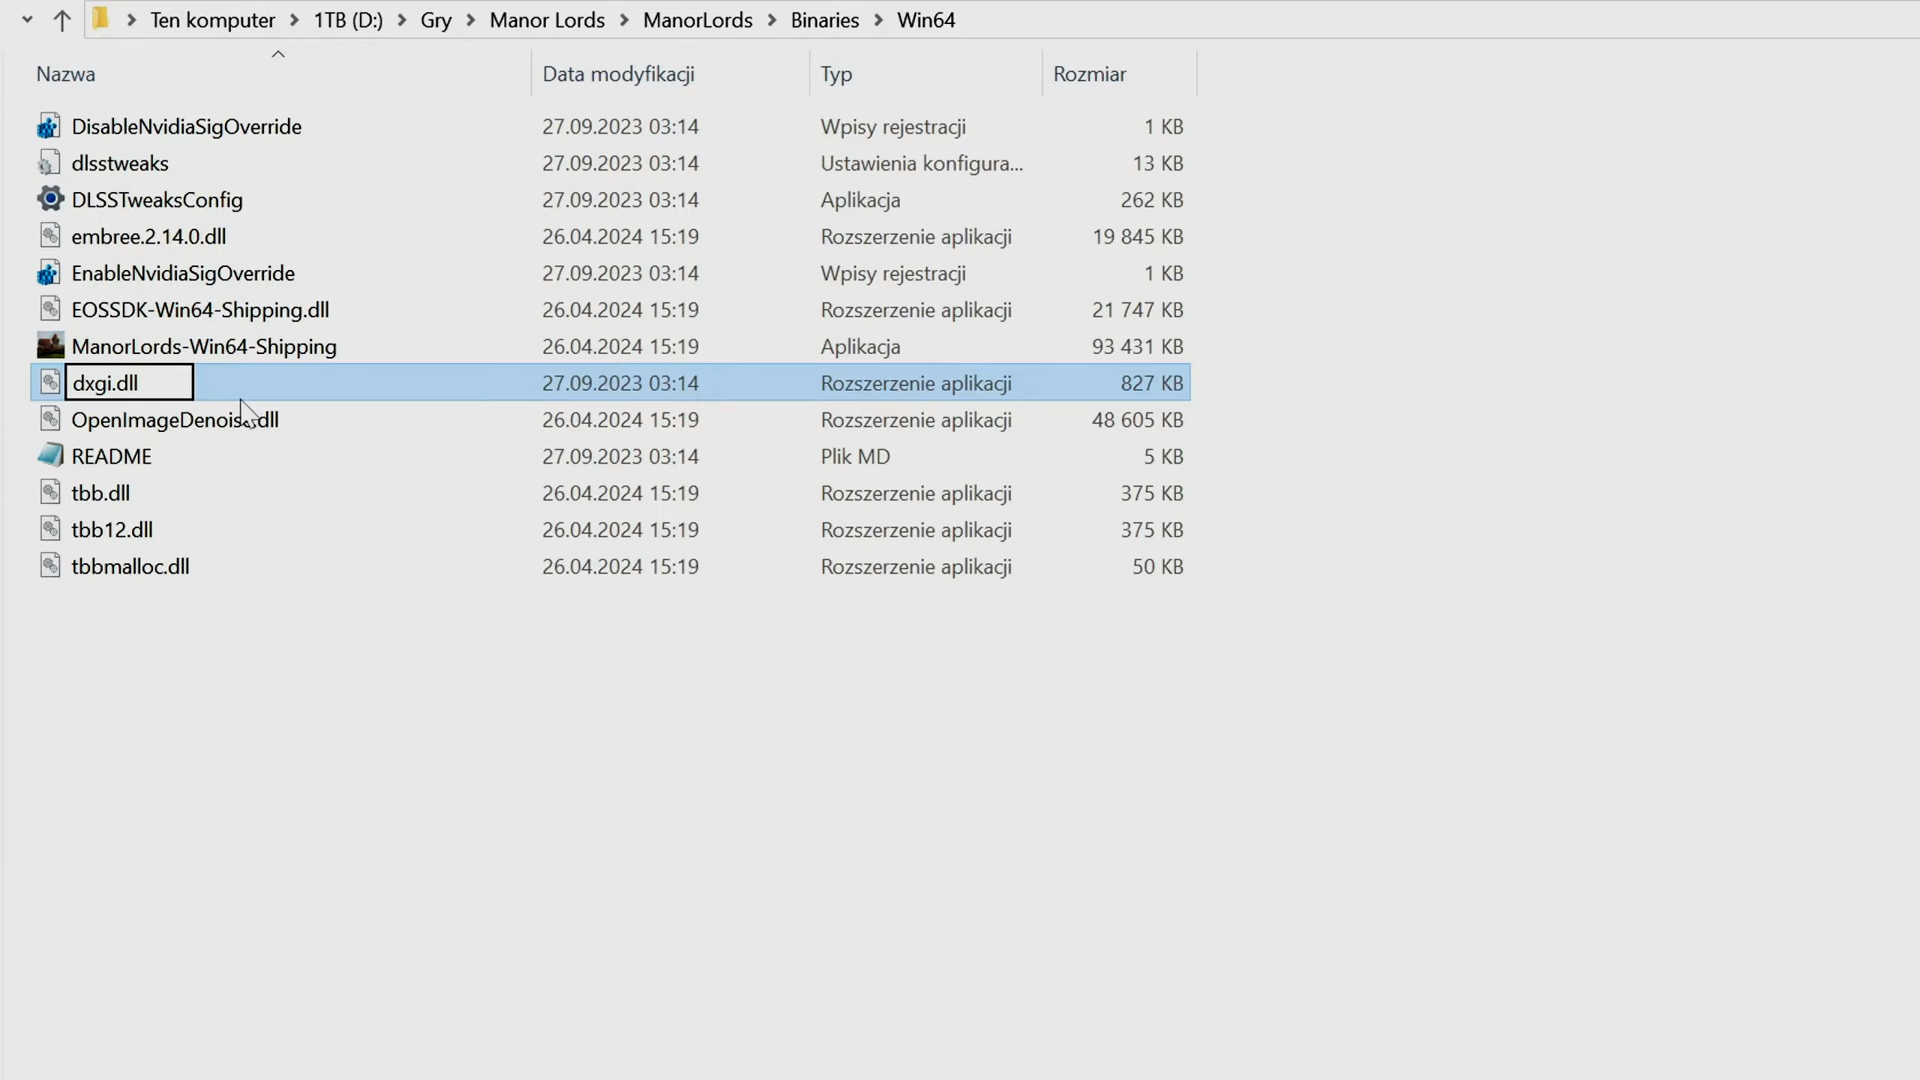 Ten komputer > 1TB (D:) > Gry > Manor Lords > ManorLords > Binaries > Win64
Nazwa Data modyfikacji Typ Rozmiar
DisableNvidiaSigOverride 27.09.2023 03:14 Wpisy rejestracji 1 KB
dlsstweaks 27.09.2023 03:14 Ustawienia konfigura... 13 KB
DLSSTweaksConfig 27.09.2023 03:14 Aplikacja 262 KB
embree.2.14.0.dll 26.04.2024 15:19 Rozszerzenie aplikacji 19 845 KB
EnableNvidiaSigOverride 27.09.2023 03:14 Wpisy rejestracji 1 KB
EOSSDK-Win64-Shipping.dll 26.04.2024 15:19 Rozszerzenie aplikacji 21 747 KB
ManorLords-Win64-Shipping 26.04.2024 15:19 Aplikacja 93 431 KB
dxgi.dll 27.09.2023 03:14 Rozszerzenie aplikacji 827 KB
OpenImageDenoise.dll 26.04.2024 15:19 Rozszerzenie aplikacji 48 605 KB
README 27.09.2023 03:14 Plik MD 5 KB
tbb.dll 26.04.2024 15:19 Rozszerzenie aplikacji 375 KB
tbb12.dll 26.04.2024 15:19 Rozszerzenie aplikacji 375 KB
tbbmalloc.dll 26.04.2024 15:19 Rozszerzenie aplikacji 50 KB